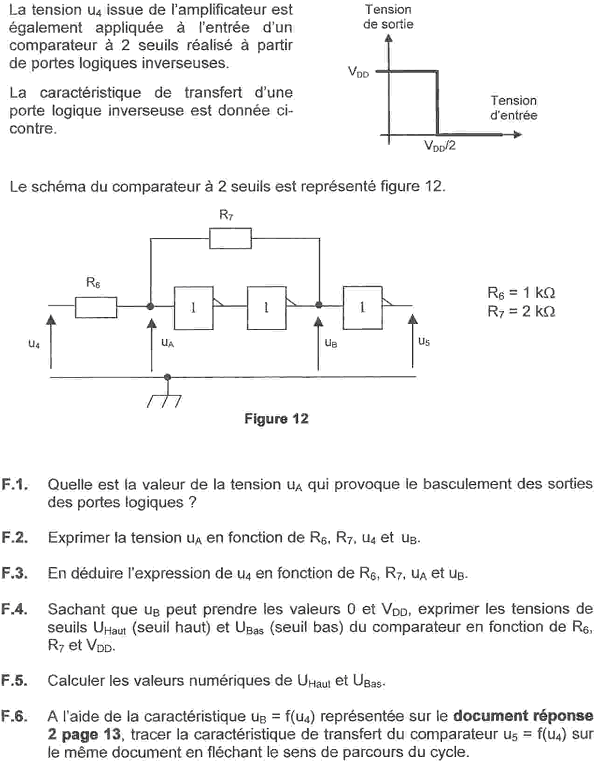 La tension u4 issue de l'amplificateur est
également appliquée à l'entrée d'un
comparateur à 2 seuils réalisé à partir
de portes logiques inverseuses.
La caractéristique de transfert d'une
porte logique inverseuse est donnée ci-
contre.
Tension
de sortie
VDD
Tension
d'entrée
VDD/2
Le schéma du comparateur à 2 seuils est représenté figure 12.
R7
R6
1
1
1
R6 = 1 kΩ
R7 = 2 kΩ
u4
uA
uB
u5
Figure 12
F.1. Quelle est la valeur de la tension uA qui provoque le basculement des sorties
des portes logiques ?
F.2. Exprimer la tension uA en fonction de R6, R7, u4 et uB.
F.3. En déduire l'expression de u4 en fonction de R6, R7, uA et uB.
F.4. Sachant que uB peut prendre les valeurs 0 et VDD, exprimer les tensions de
seuils UHaut (seuil haut) et UBas (seuil bas) du comparateur en fonction de R6,
R7 et VDD.
F.5. Calculer les valeurs numériques de UHaut et UBas.
F.6. A l'aide de la caractéristique uB = f(u4) représentée sur le document réponse
2 page 13, tracer la caractéristique de transfert du comparateur u5 = f(u4) sur
le même document en fléchant le sens de parcours du cycle.